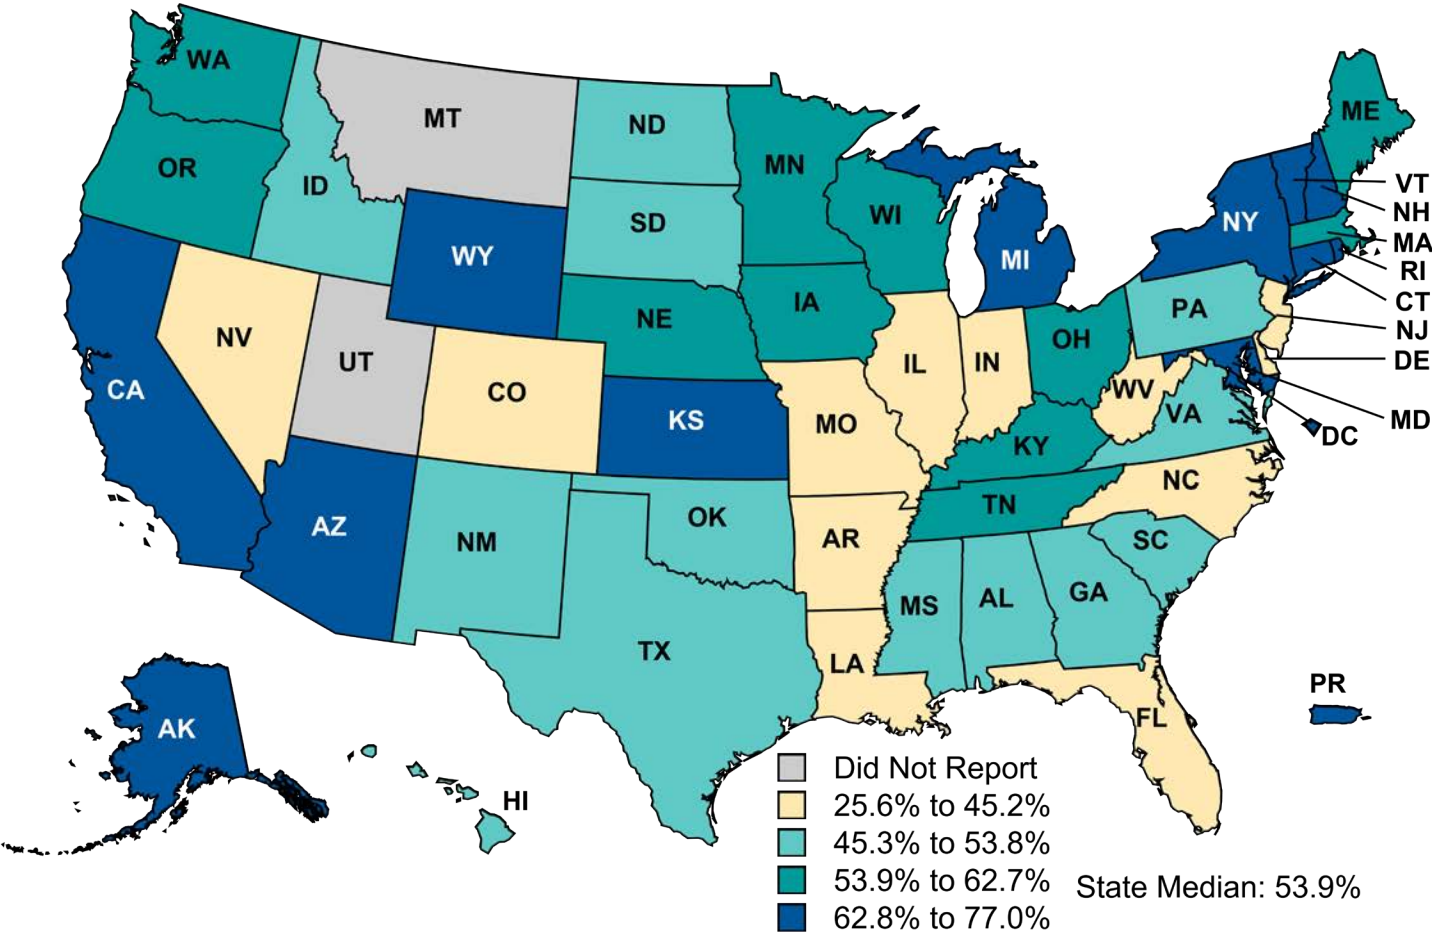 WA
MT
ND
ME
OR
ID
MN
VT
SD
WI
NH
NY
MA
WY
MI
RI
CT
IA
PA
NE
NJ
NV
OH
DE
UT
IL
IN
CA
CO
WV
KS
VA
MD
MO
DC
KY
NC
TN
OK
AZ
NM
AR
SC
GA
AL
MS
TX
LA
PR
FL
AK
HI
Did Not Report
25.6% to 45.2%
45.3% to 53.8%
53.9% to 62.7%
State Median: 53.9%
62.8% to 77.0%